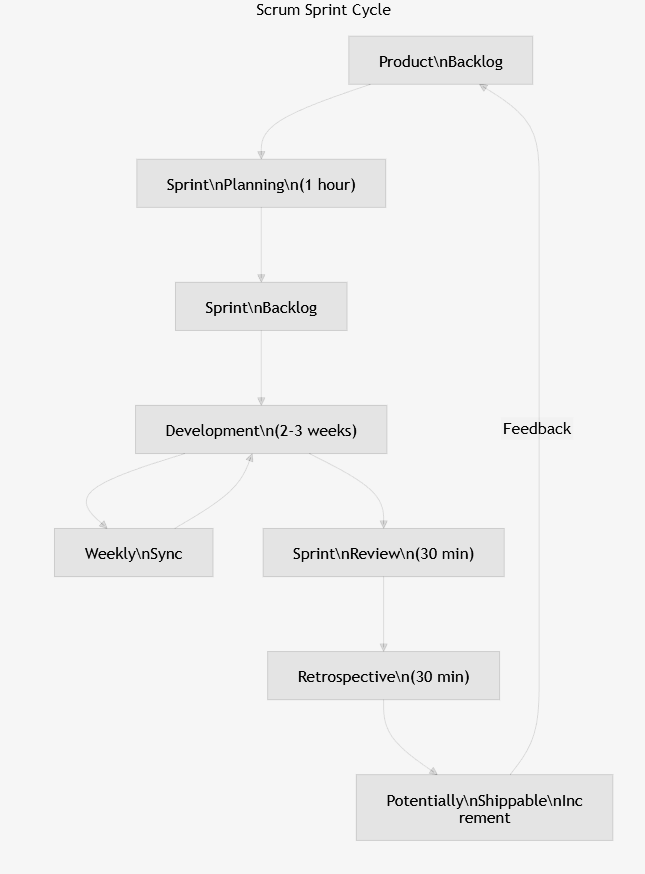 Scrum Sprint Cycle
Product\nBacklog
Sprint\nPlanning\n(1 hour)
Sprint\nBacklog
Development\n(2-3 weeks)
Feedback
Weekly\nSync
Sprint\nReview\n(30 min)
Retrospective\n(30 min)
Potentially\nShippable\nInc
rement